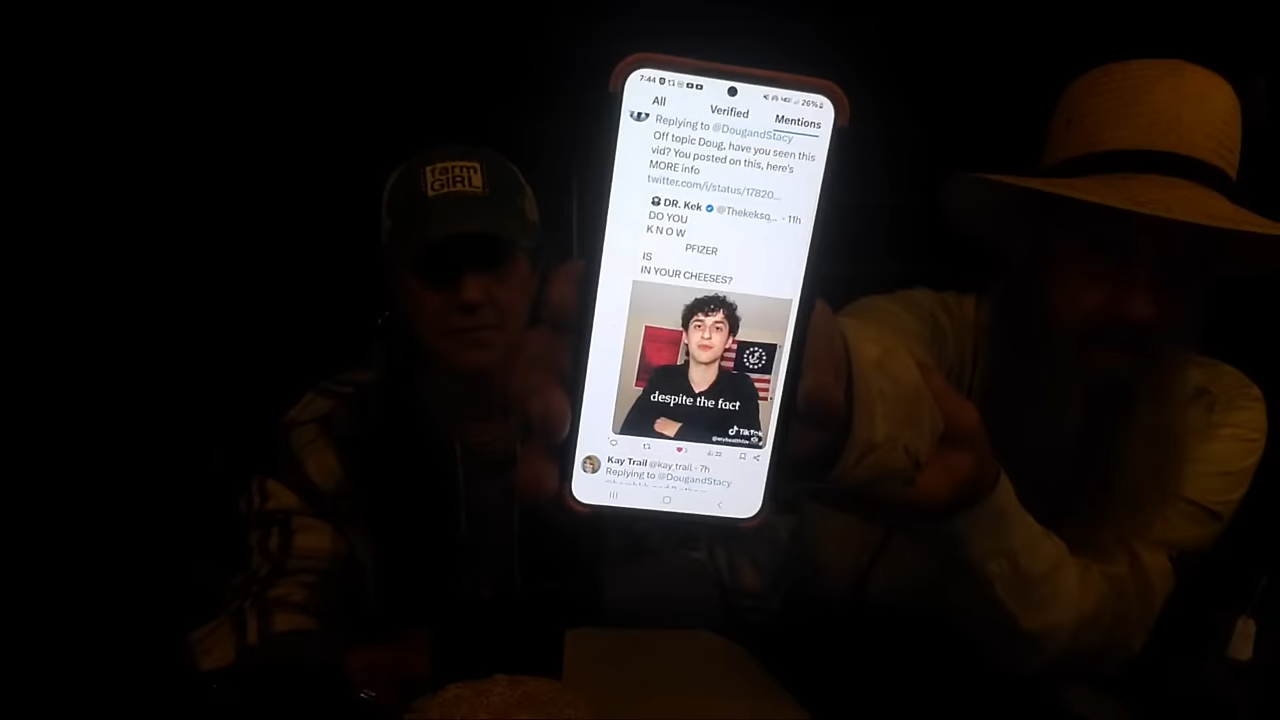 farm
GIRL
7:44 26%
All Verified Mentions
Replying to @DougandStacy
Off topic Doug, have you seen this
vid? You posted on this, here's
MORE info
twitter.com/i/status/17820...
DR. Kek @Thekekso... · 11h
DO YOU
K N O W
PFIZER
IS
IN YOUR CHEESES?
despite the fact
TikTok
22
Kay Trail @kay_trail · 7h
Replying to @DougandStacy